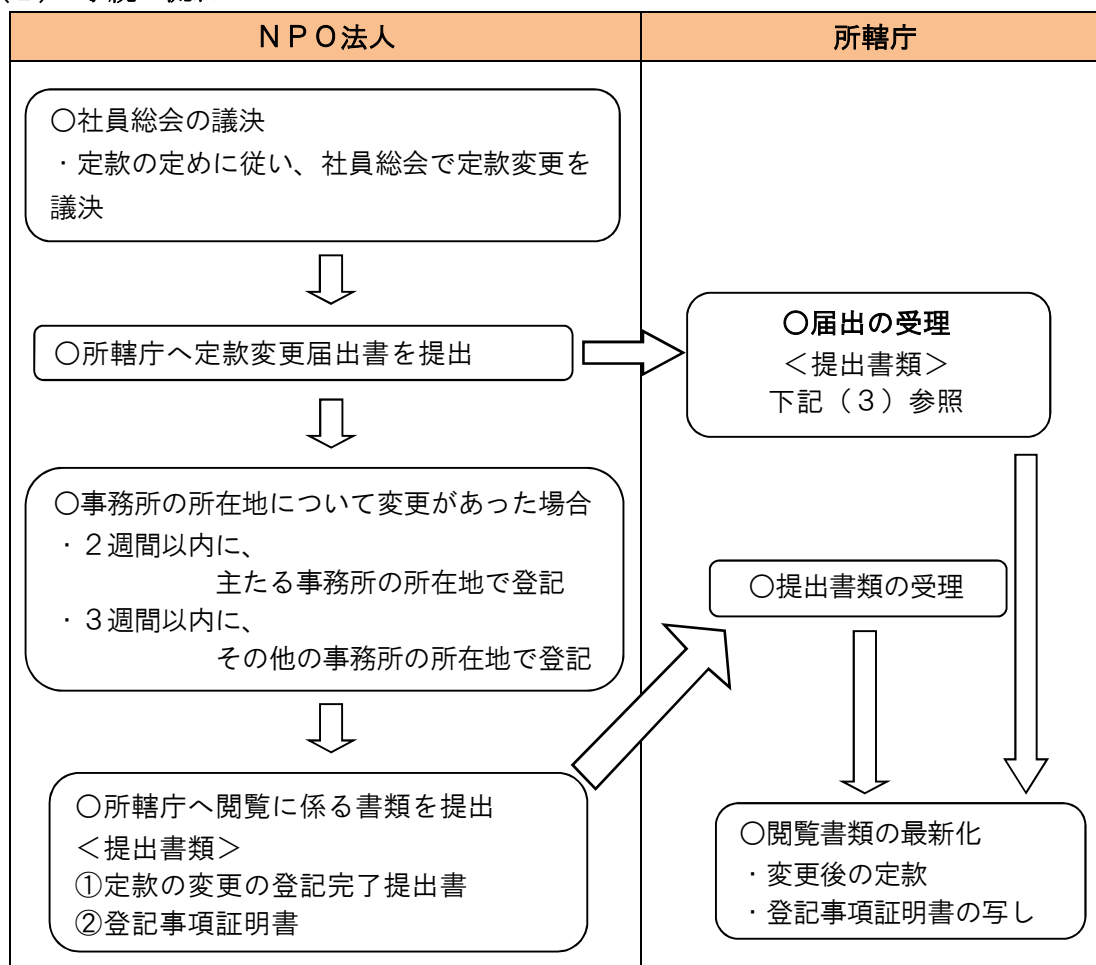 ＮＰＯ法人
所轄庁
○社員総会の議決
・定款の定めに従い、社員総会で定款変更を
議決
○所轄庁へ定款変更届出書を提出
○届出の受理
＜提出書類＞
下記（３）参照
○事務所の所在地について変更があった場合
・２週間以内に、
主たる事務所の所在地で登記
・３週間以内に、
その他の事務所の所在地で登記
○提出書類の受理
○所轄庁へ閲覧に係る書類を提出
＜提出書類＞
①定款の変更の登記完了提出書
②登記事項証明書
○閲覧書類の最新化
・変更後の定款
・登記事項証明書の写し